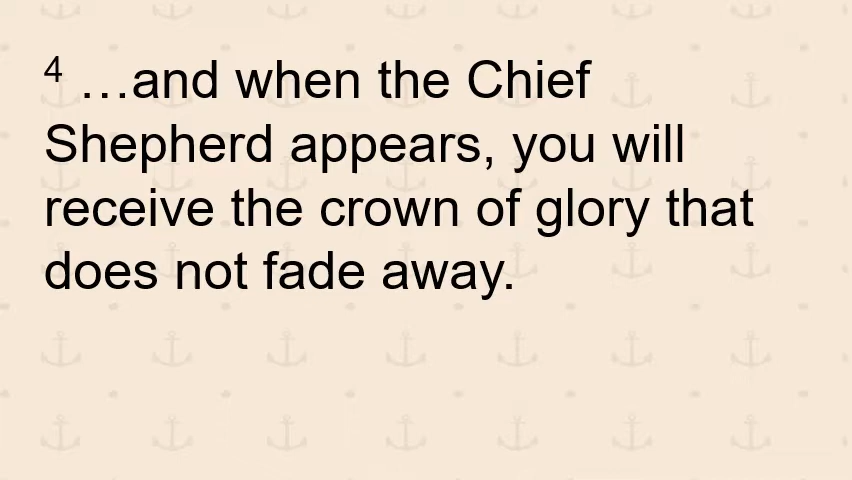 4 …and when the Chief
Shepherd appears, you will
receive the crown of glory that
does not fade away.